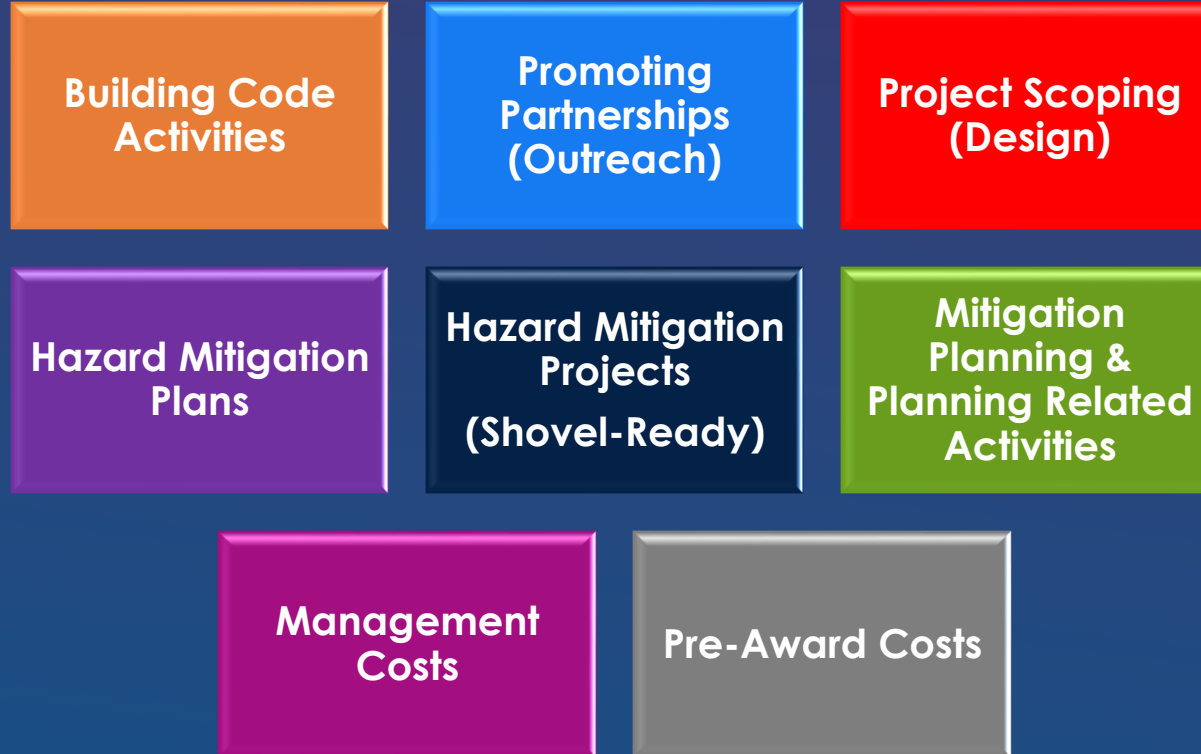 Building Code
Activities
Promoting
Partnerships
(Outreach)
Project Scoping
(Design)
Hazard Mitigation
Plans
Hazard Mitigation
Projects
(Shovel-Ready)
Mitigation
Planning &
Planning Related
Activities
Management
Costs
Pre-Award Costs